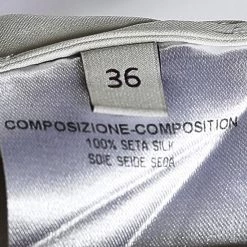 36
COMPOSIZIONE-COMPOSITION
100% SETA SILK
SOIE SEIDE SEDA